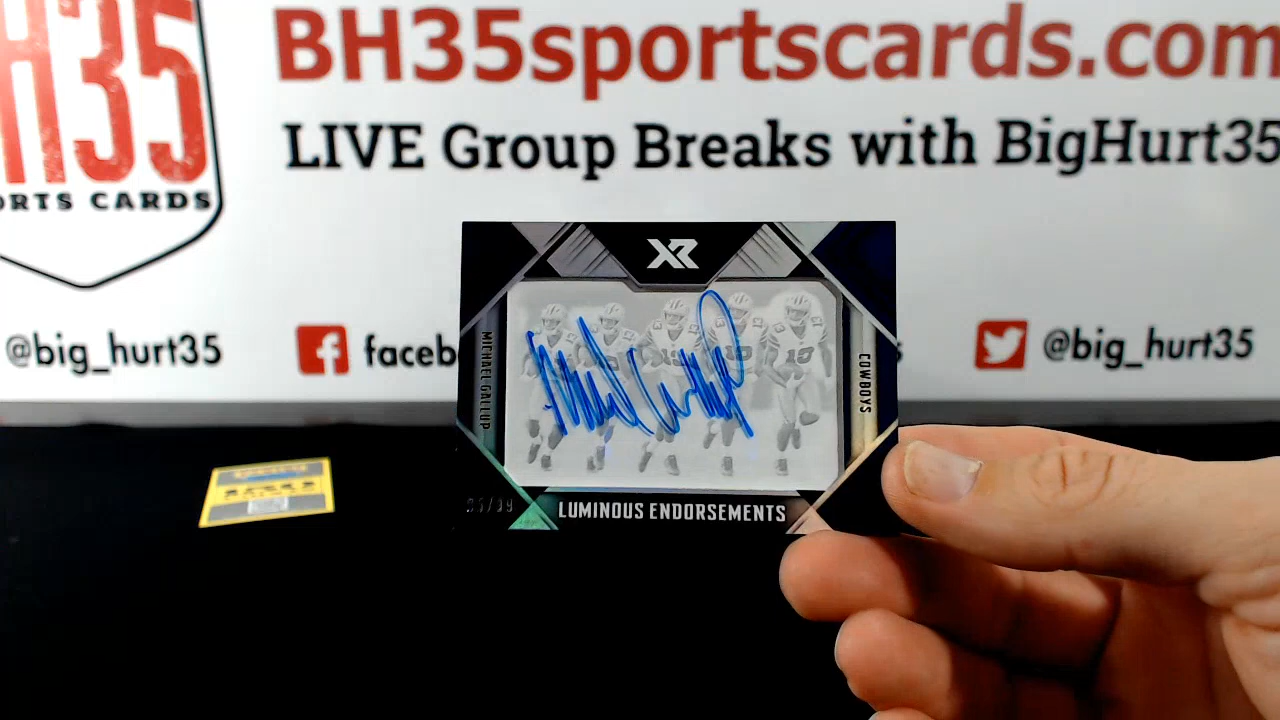 H35
ORTS CARDS
BH35sportscards.com
LIVE Group Breaks with BigHurt35
@big_hurt35
f faceb
@big_hurt35
XR
MICHAEL GALLUP
COWBOYS
LUMINOUS ENDORSEMENTS